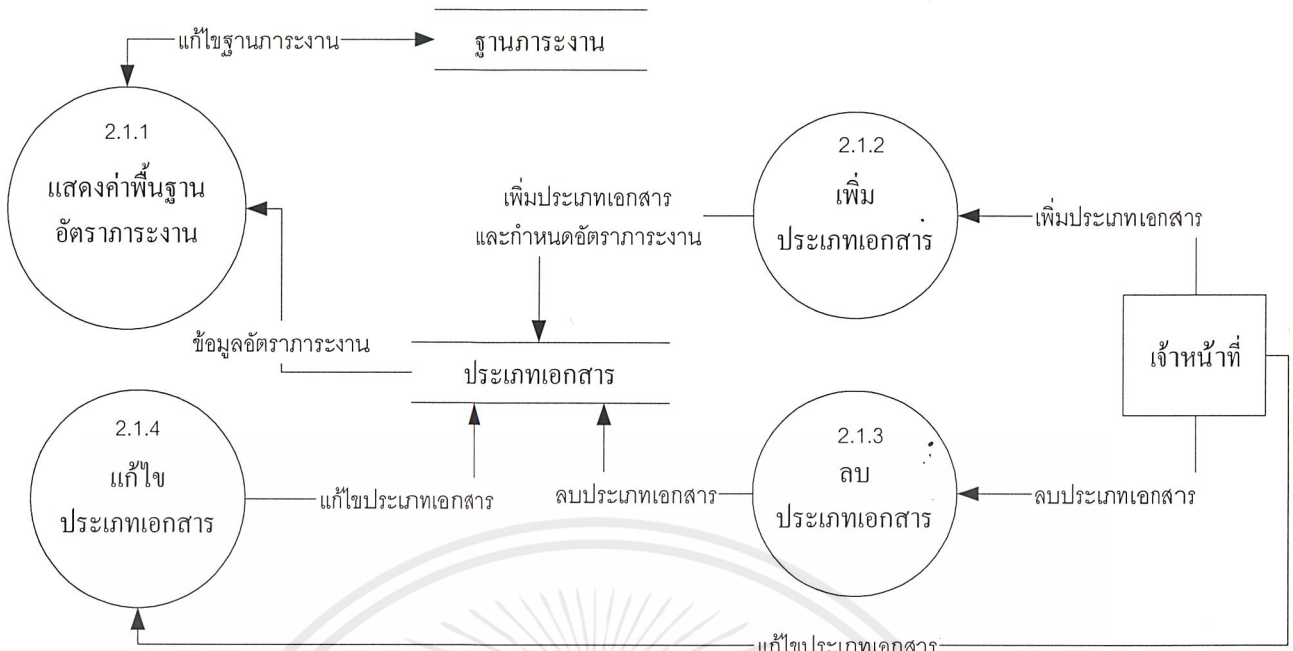 แก้ไขฐานภาระงาน
ฐานภาระงาน
2.1.1
แสดงค่าพื้นฐาน
อัตราภาระงาน
2.1.2
เพิ่ม
ประเภทเอกสาร
เพิ่มประเภทเอกสาร
และกำหนดอัตราภาระงาน
เพิ่มประเภทเอกสาร
ข้อมูลอัตราภาระงาน
ประเภทเอกสาร
เจ้าหน้าที่
2.1.4
แก้ไข
ประเภทเอกสาร
แก้ไขประเภทเอกสาร
ลบประเภทเอกสาร
2.1.3
ลบ
ประเภทเอกสาร
ลบประเภทเอกสาร
แก้ไขประเภทเอกสาร